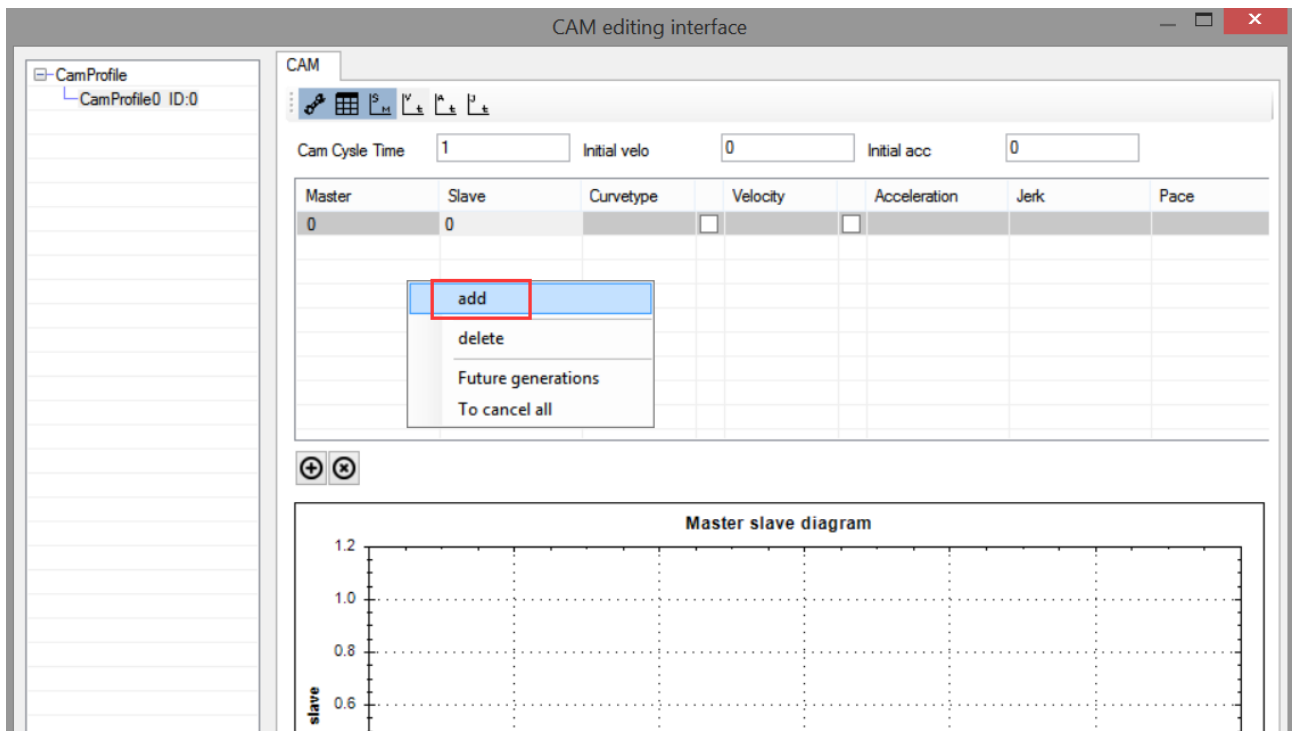 CAM editing interface
CamProfile
CamProfile0 ID:0
CAM
S M V t A t J t
Cam Cysle Time 1 Initial velo 0 Initial acc 0
Master Slave Curvetype Velocity Acceleration Jerk Pace
0 0
add
delete
Future generations
To cancel all
Master slave diagram
1.2
1.0
0.8
0.6
slave